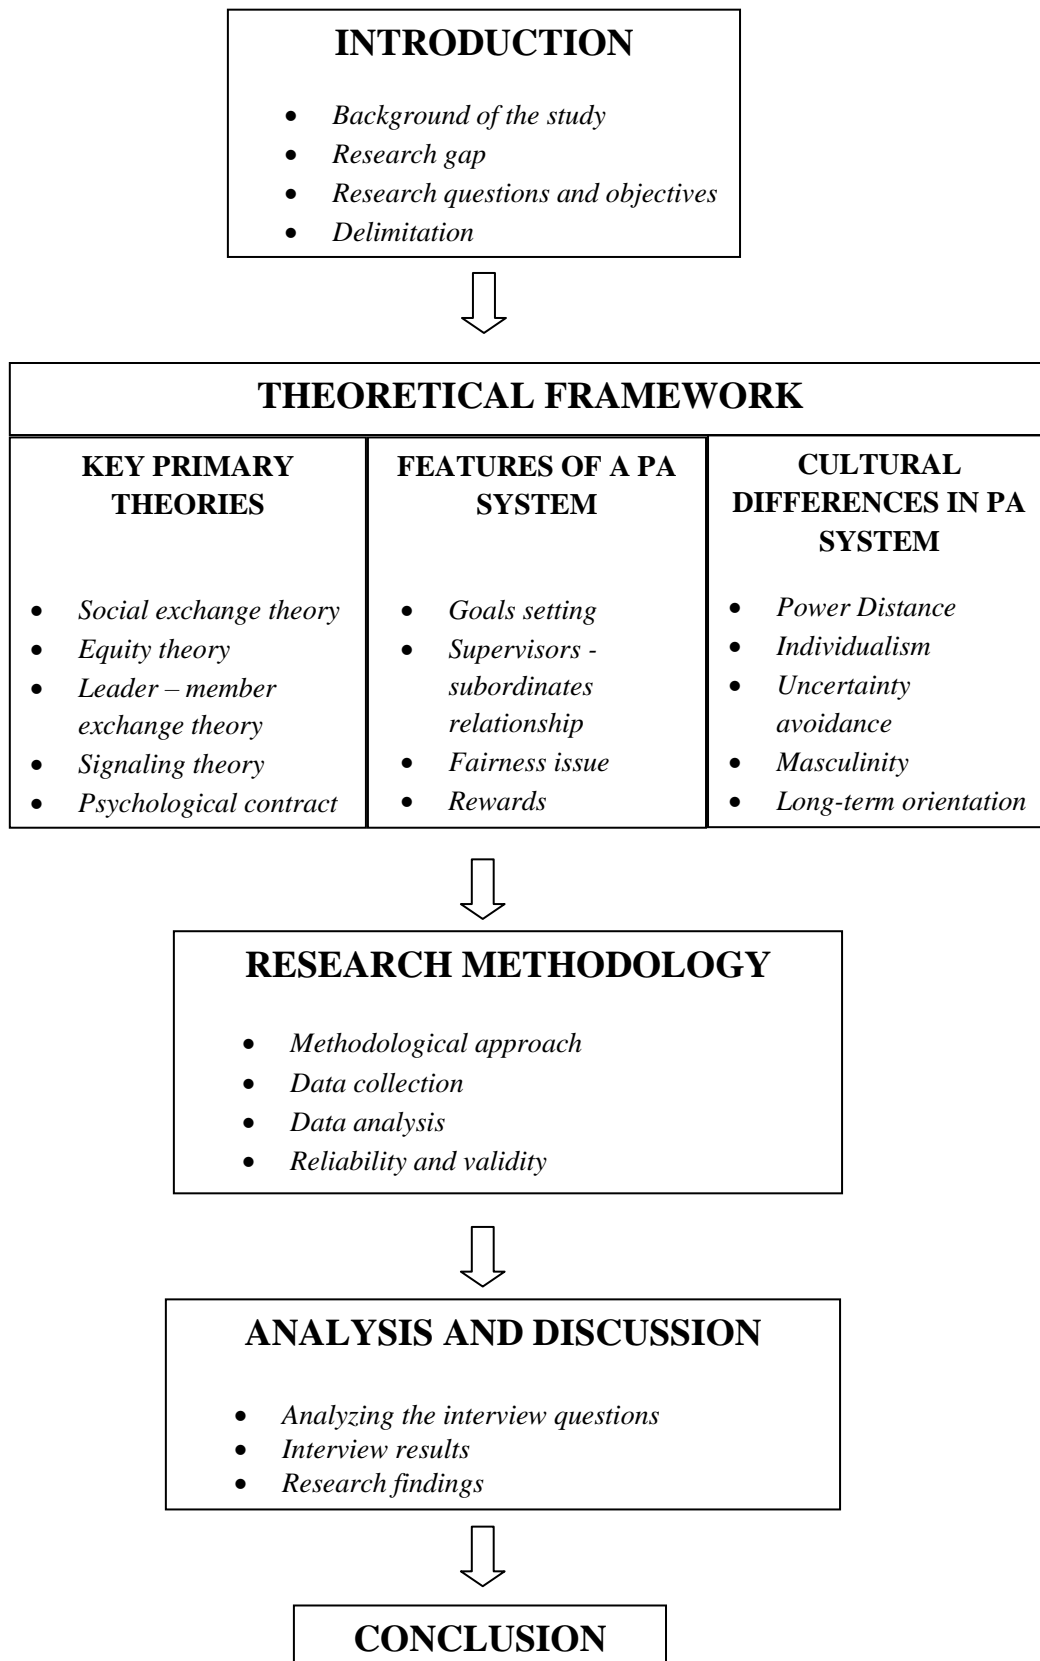 INTRODUCTION
• Background of the study
• Research gap
• Research questions and objectives
• Delimitation
THEORETICAL FRAMEWORK
KEY PRIMARY
THEORIES
• Social exchange theory
• Equity theory
• Leader – member
exchange theory
• Signaling theory
• Psychological contract
FEATURES OF A PA
SYSTEM
• Goals setting
• Supervisors -
subordinates
relationship
• Fairness issue
• Rewards
CULTURAL
DIFFERENCES IN PA
SYSTEM
• Power Distance
• Individualism
• Uncertainty
avoidance
• Masculinity
• Long-term orientation
RESEARCH METHODOLOGY
• Methodological approach
• Data collection
• Data analysis
• Reliability and validity
ANALYSIS AND DISCUSSION
• Analyzing the interview questions
• Interview results
• Research findings
CONCLUSION